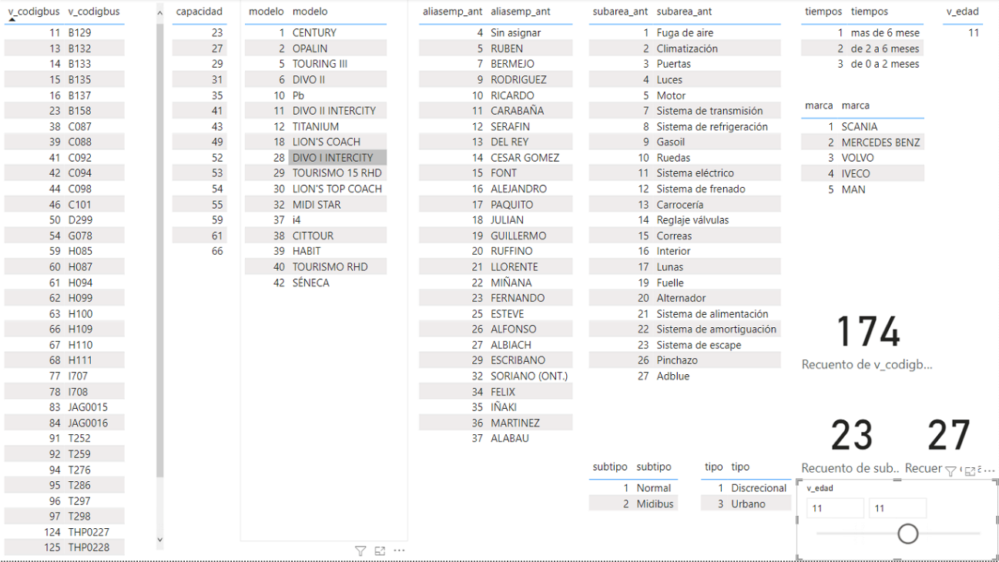 v_codigbus v_codigbus
11 B129
13 B132
14 B133
15 B135
16 B137
23 B158
38 C087
39 C088
41 C092
42 C094
44 C098
46 C101
50 D299
54 G078
59 H085
60 H087
61 H094
62 H099
63 H100
66 H109
67 H110
68 H111
77 I707
78 I708
83 JAG0015
84 JAG0016
91 T252
92 T259
94 T276
95 T286
96 T297
97 T298
124 THP0227
125 THP0228
capacidad
23
27
29
31
35
41
43
49
52
53
54
55
59
61
66
modelo modelo
1 CENTURY
2 OPALIN
5 TOURING III
6 DIVO II
10 Pb
11 DIVO II INTERCITY
12 TITANIUM
18 LION'S COACH
28 DIVO I INTERCITY
29 TOURISMO 15 RHD
30 LION'S TOP COACH
32 MIDI STAR
37 i4
38 CITTOUR
39 HABIT
40 TOURISMO RHD
42 SÉNECA
aliasemp_ant aliasemp_ant
4 Sin asignar
5 RUBEN
7 BERMEJO
9 RODRIGUEZ
10 RICARDO
11 CARABAÑA
12 SERAFIN
13 DEL REY
14 CESAR GOMEZ
15 FONT
16 ALEJANDRO
17 PAQUITO
18 JULIAN
19 GUILLERMO
20 RUFFINO
21 LLORENTE
22 MIÑANA
23 FERNANDO
25 ESTEVE
26 ALFONSO
27 ALBIACH
29 ESCRIBANO
32 SORIANO (ONT.)
34 FELIX
35 IÑAKI
36 MARTINEZ
37 ALABAU
subarea_ant subarea_ant
1 Fuga de aire
2 Climatización
3 Puertas
4 Luces
5 Motor
7 Sistema de transmisión
8 Sistema de refrigeración
9 Gasoil
10 Ruedas
11 Sistema eléctrico
12 Sistema de frenado
13 Carrocería
14 Reglaje válvulas
15 Correas
16 Interior
17 Lunas
19 Fuelle
20 Alternador
21 Sistema de alimentación
22 Sistema de amortiguación
23 Sistema de escape
26 Pinchazo
27 Adblue
subtipo subtipo
1 Normal
2 Midibus
tipo tipo
1 Discrecional
3 Urbano
tiempos tiempos
1 mas de 6 mese
2 de 2 a 6 meses
3 de 0 a 2 meses
v_edad
11
marca marca
1 SCANIA
2 MERCEDES BENZ
3 VOLVO
4 IVECO
5 MAN
174
Recuento de v_codigb...
23
Recuento de sub..
27
Recuer
v_edad
11 11